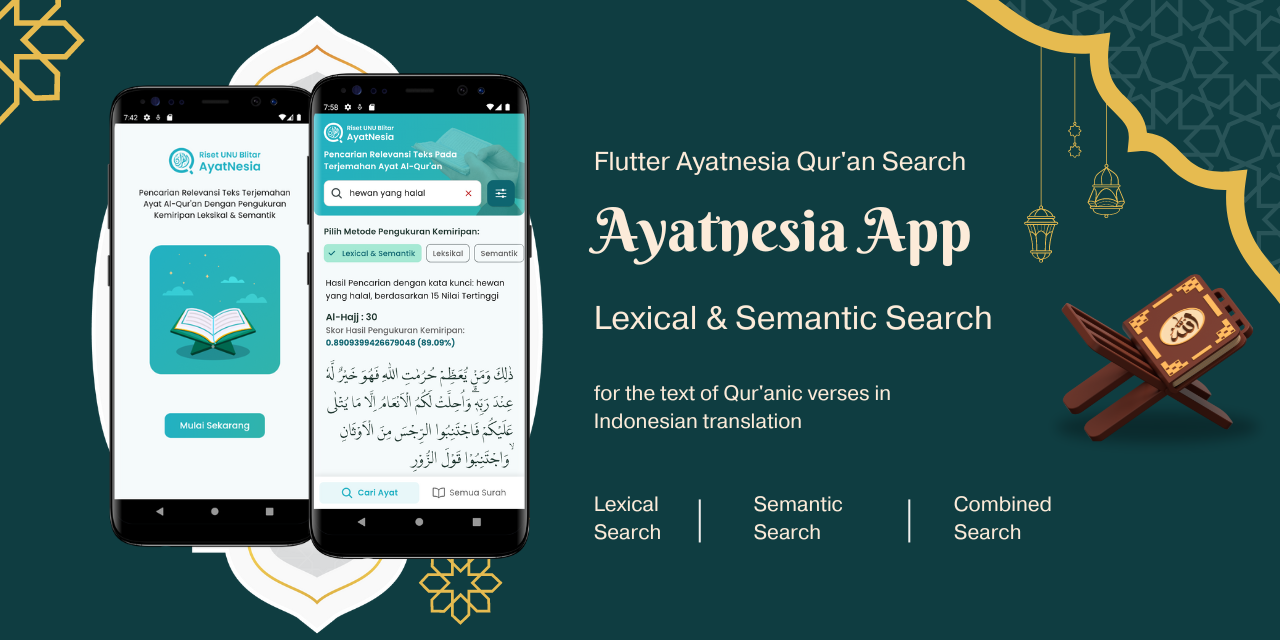 7:42
Riset UNU Blitar
AyatNesia
Pencarian Relevansi Teks Terjemahan
Ayat Al-Qur'an Dengan Pengukuran
Kemiripan Leksikal & Semantik
Mulai Sekarang
7:58
Riset UNU Blitar
AyatNesia
Pencarian Relevansi Teks Pada
Terjemahan Ayat Al-Qur'an
hewan yang halal
Pilih Metode Pengukuran Kemiripan:
Lexical & Semantik
Leksikal
Semantik
Hasil Pencarian dengan kata kunci: hewan
yang halal, berdasarkan 15 Nilai Tertinggi
Al-Hajj : 30
Skor Hasil Pengukuran Kemiripan:
0.8909399426679048 (89.09%)
ذٰلِكَ وَمَنْ يُّعَظِّمْ حُرُمٰتِ اللّٰهِ فَهُوَ خَيْرٌ لَّهٗ
عِنْدَ رَبِّهٖۗ وَاُحِلَّتْ لَكُمُ الْاَنْعَامُ اِلَّا مَا يُتْلٰى
عَلَيْكُمْ فَاجْتَنِبُوا الرِّجْسَ مِنَ الْاَوْثَانِ
وَاجْتَنِبُوْا قَوْلَ الزُّوْرِۙ
Cari Ayat
Semua Surah
Flutter Ayatnesia Qur'an Search
Ayatnesia App
Lexical & Semantic Search
for the text of Qur'anic verses in
Indonesian translation
Lexical
Search
Semantic
Search
Combined
Search
الله